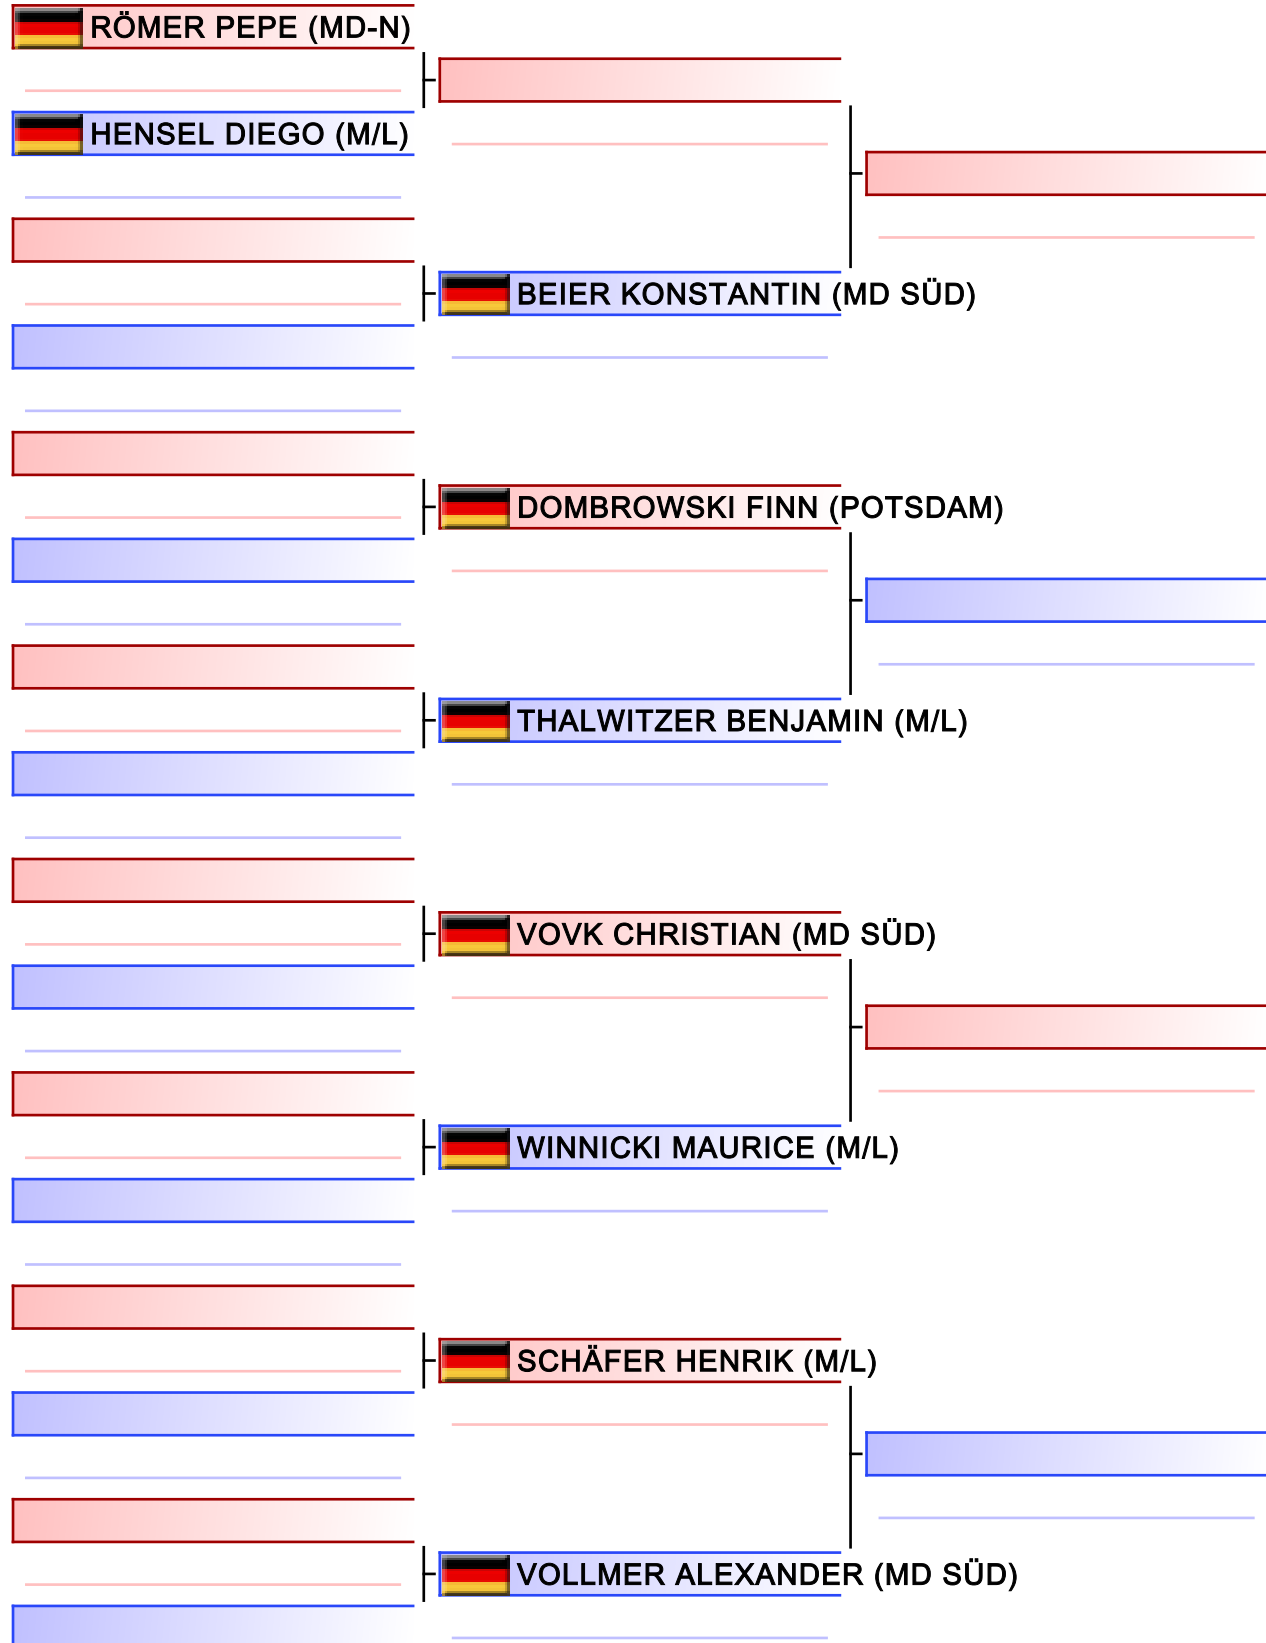 RÖMER PEPE (MD-N)
HENSEL DIEGO (M/L)
BEIER KONSTANTIN (MD SÜD)
DOMBROWSKI FINN (POTSDAM)
THALWITZER BENJAMIN (M/L)
VOVK CHRISTIAN (MD SÜD)
WINNICKI MAURICE (M/L)
SCHÄFER HENRIK (M/L)
VOLLMER ALEXANDER (MD SÜD)